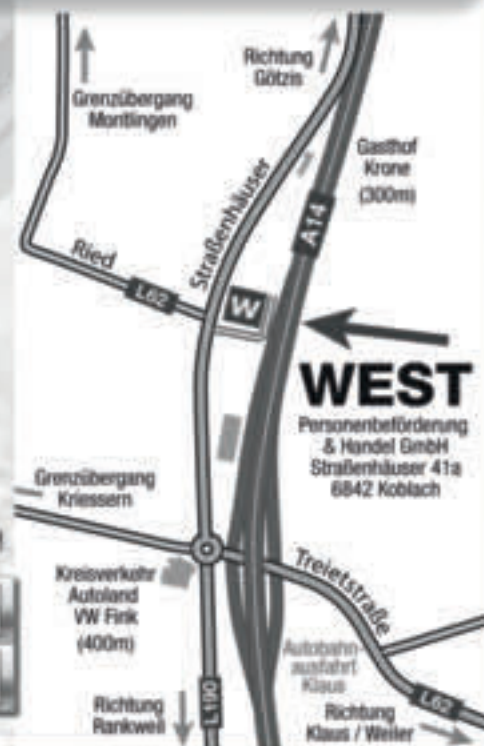 Richtung
Götzis
Grenzübergang
Montlingen
Gasthof
Krone
(300m)
Straßenhäuser
A14
Ried
L62
W
WEST
Personenbeförderung
& Handel GmbH
Straßenhäuser 41a
6842 Koblach
Grenzübergang
Kriessern
Kreisverkehr
Autoland
VW Fink
(400m)
Treietstraße
Autobahn-
ausfahrt
Klaus
L190
L62
Richtung
Rankweil
Richtung
Klaus / Weiler